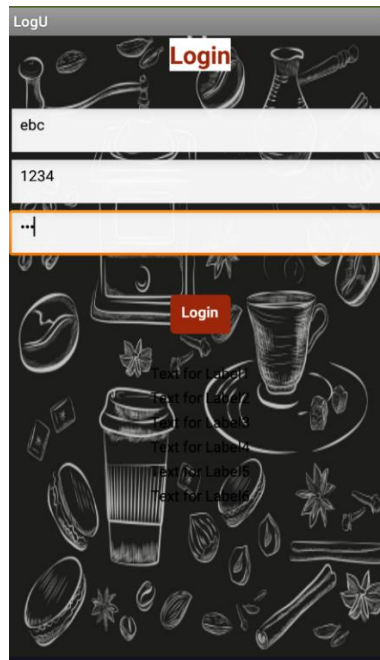 LogU
Login
ebc
1234
•••
Login
Text for Label1
Text for Label2
Text for Label3
Text for Label4
Text for Label5
Text for Label6